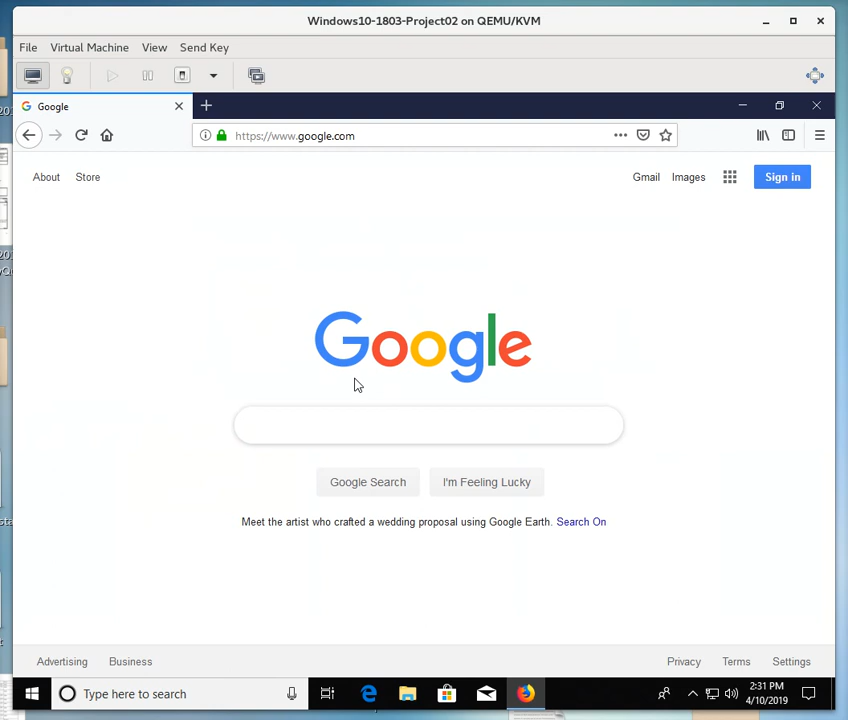 Windows10-1803-Project02 on QEMU/KVM
File Virtual Machine View Send Key
Google
https://www.google.com
About Store Gmail Images Sign in
Google
Google Search I'm Feeling Lucky
Meet the artist who crafted a wedding proposal using Google Earth. Search On
Advertising Business Privacy Terms Settings
Type here to search
2:31 PM
4/10/2019